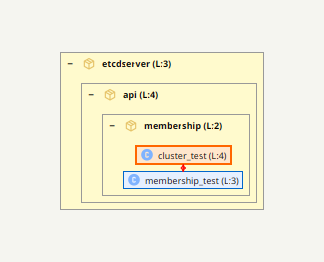 − etcdserver (L:3)
− api (L:4)
− membership (L:2)
C cluster_test (L:4)
C membership_test (L:3)